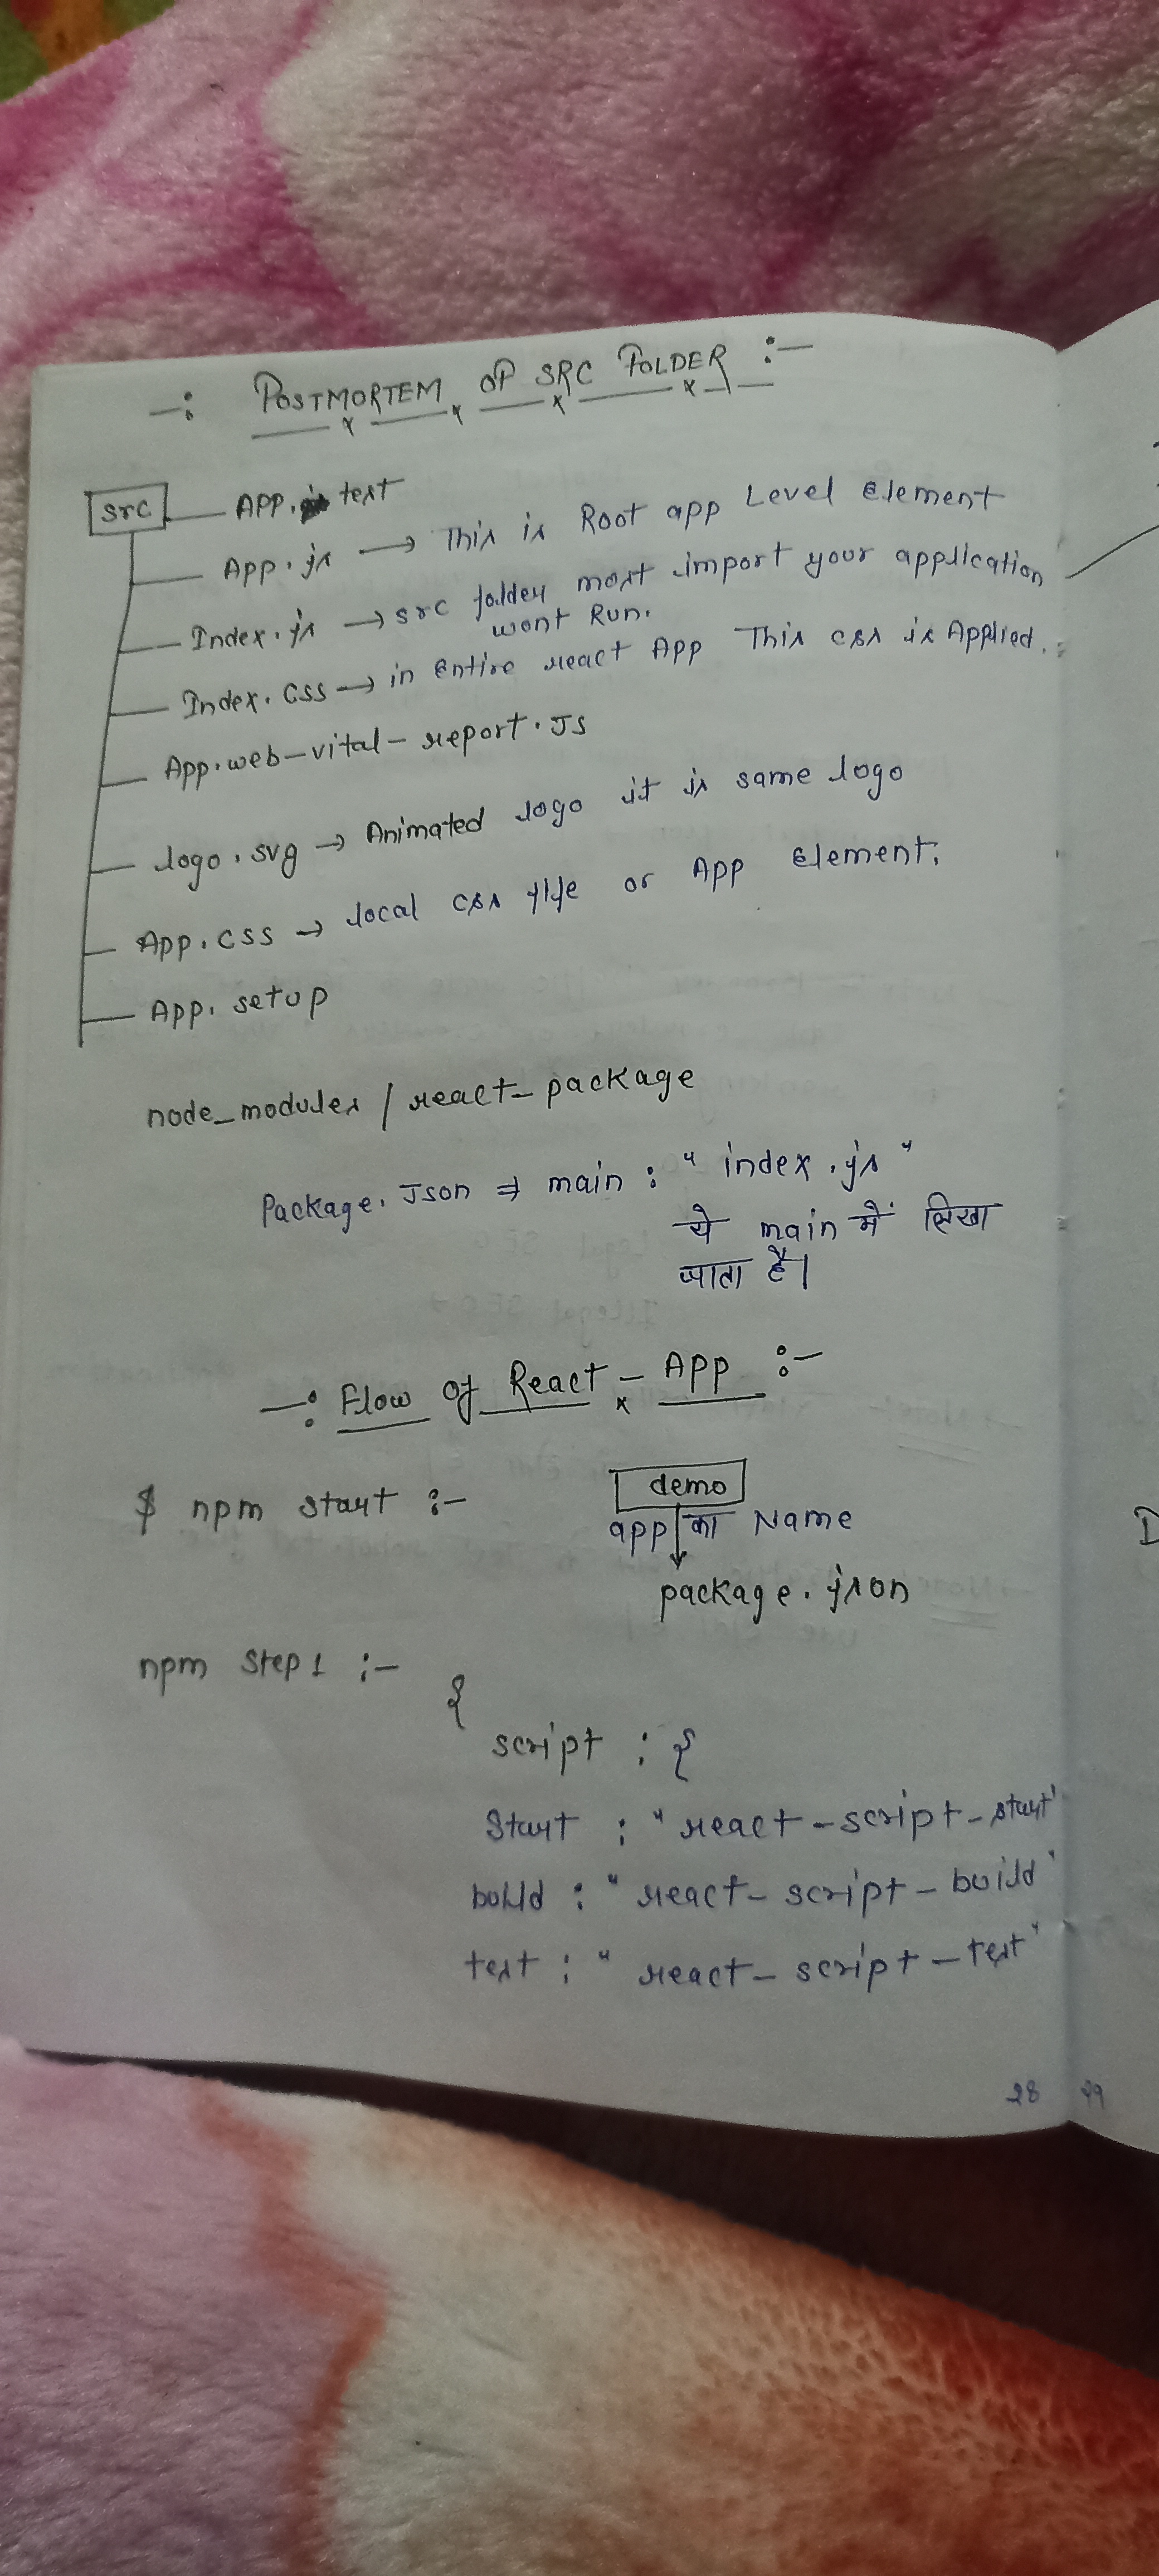 -: POSTMORTEM OF SRC FOLDER :-
src
APP. text
App.js → This is Root app Level Element
Index.js → src folder most import your application
wont Run.
Index.css → in Entire react App This css is Applied.
App.web-vital-report.JS
logo.svg → Animated logo it is same logo
App.css → local css file or App Element.
App. setup
node_modules / react-package
Package.Json ⇒ main : "index.js"
ये main में लिखा
जाता है।
-: Flow of React - App :-
$ npm start :-
demo
app का Name
package.json
npm step 1 :-
{
script : {
Start : "react-script-start"
build : "react-script-build"
test : "react-script-test"
28 29
D